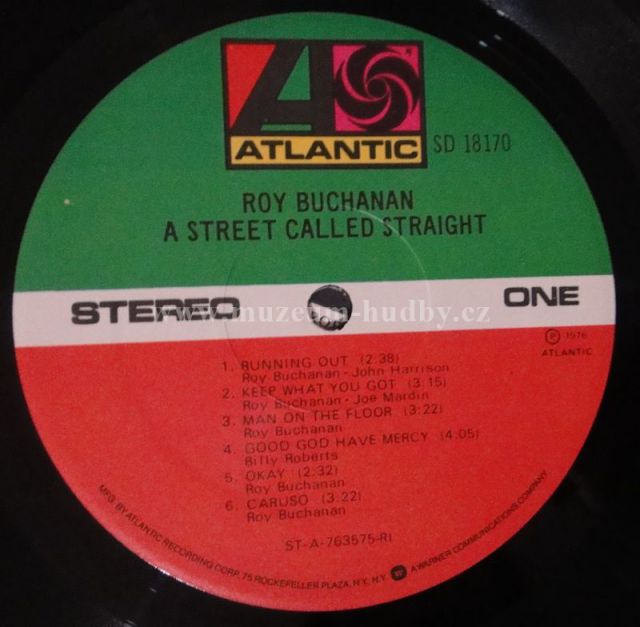 ATLANTIC
SD 18170
ROY BUCHANAN
A STREET CALLED STRAIGHT
STEREO
ONE
www.muzeum-hudby.cz
℗ 1976
ATLANTIC
1. RUNNING OUT (2:38)
Roy Buchanan - John Harrison
2. KEEP WHAT YOU GOT (3:15)
Roy Buchanan - Joe Mardin
3. MAN ON THE FLOOR (3:22)
Roy Buchanan
4. GOOD GOD HAVE MERCY (4:05)
Billy Roberts
5. OKAY (2:32)
Roy Buchanan
6. CARUSO (3:22)
Roy Buchanan
ST-A-763575-RI
MFG. BY ATLANTIC RECORDING CORP. 75 ROCKEFELLER PLAZA, N.Y. N.Y. A WARNER COMMUNICATIONS COMPANY